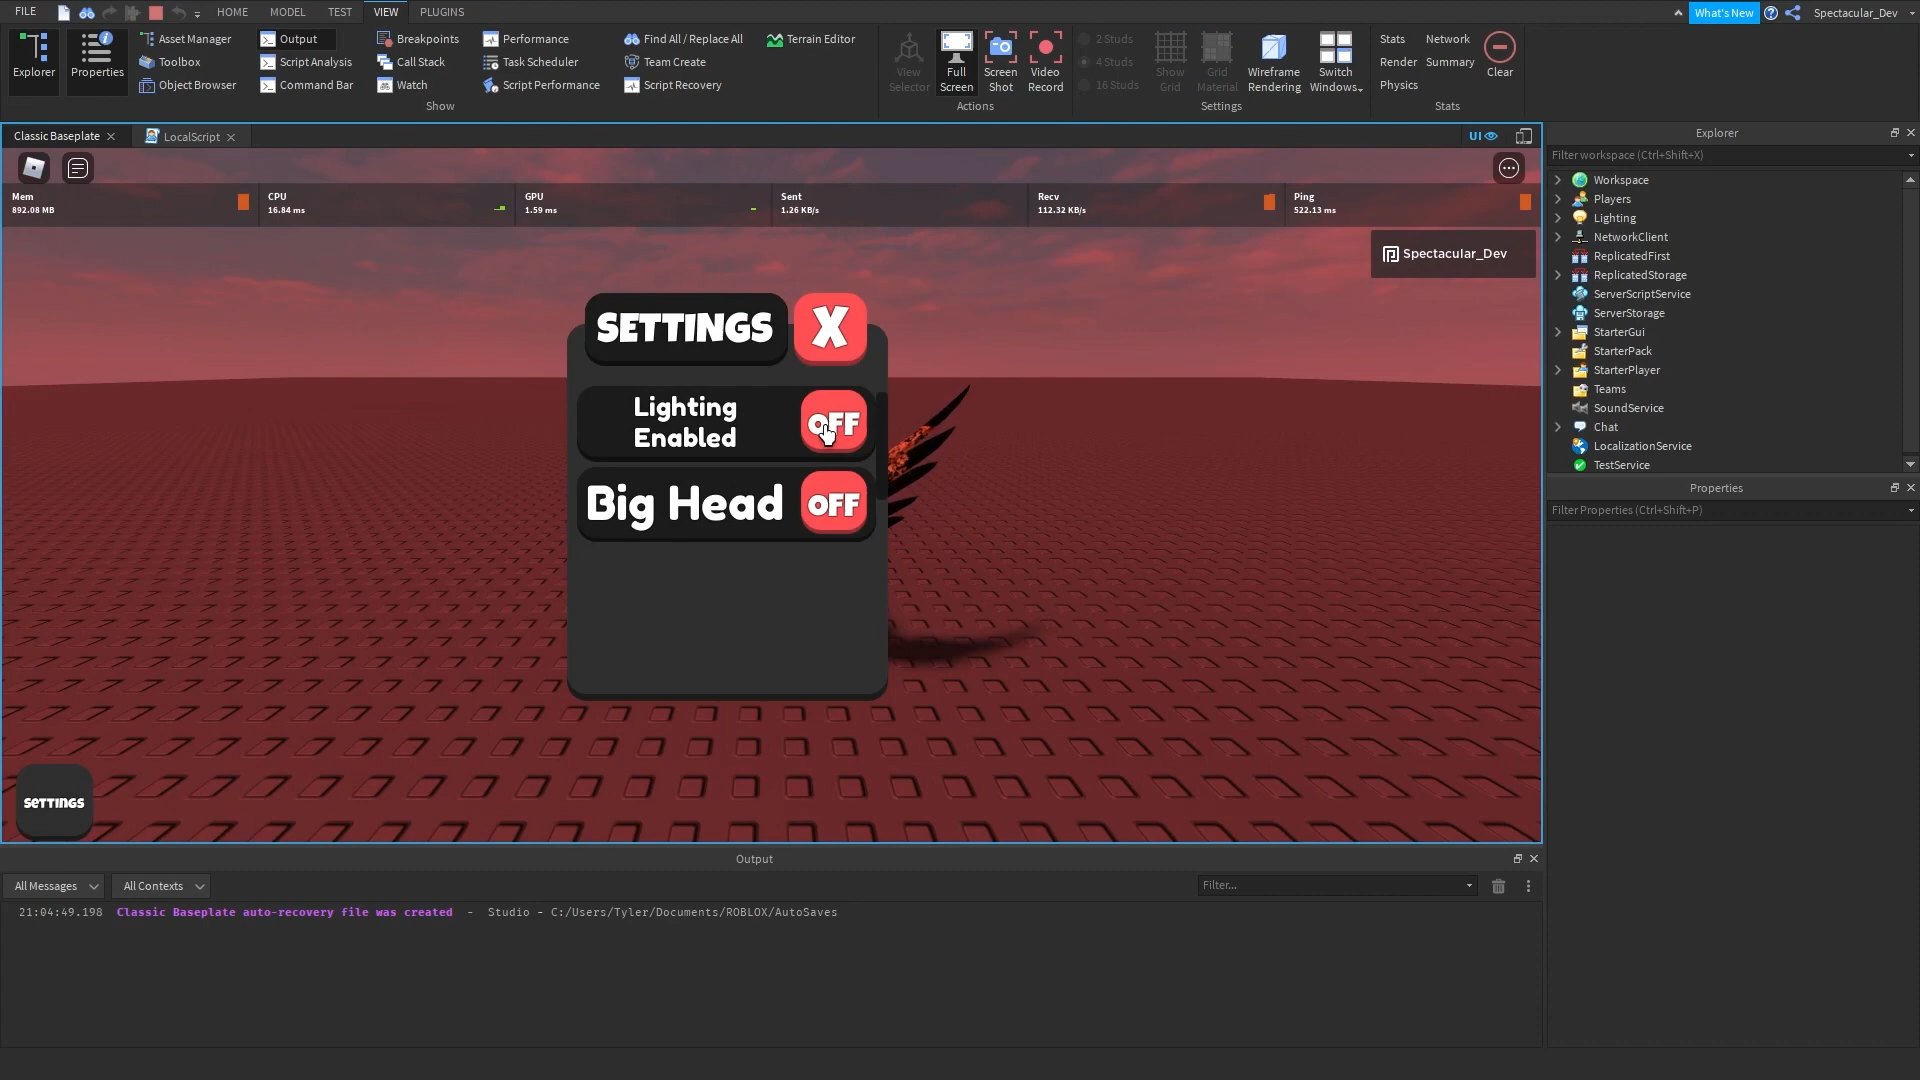 FILE HOME MODEL TEST VIEW PLUGINS What's New Spectacular_Dev
Explorer
Properties
Asset Manager
Toolbox
Object Browser
Output
Script Analysis
Command Bar
Breakpoints
Call Stack
Watch
Performance
Task Scheduler
Script Performance
Find All / Replace All
Team Create
Script Recovery
Terrain Editor
Show
View
Selector
Full
Screen
Screen
Shot
Video
Record
Actions
2 Studs
4 Studs
16 Studs
Show
Grid
Grid
Material
Wireframe
Rendering
Switch
Windows
Settings
Stats
Render
Physics
Network
Summary
Clear
Stats
Classic Baseplate LocalScript UI
Mem
892.08 MB
CPU
16.84 ms
GPU
1.59 ms
Sent
1.26 KB/s
Recv
112.32 KB/s
Ping
522.13 ms
Spectacular_Dev
SETTINGS X
Lighting
Enabled
OFF
Big Head OFF
SETTINGS
Explorer
Filter workspace (Ctrl+Shift+X)
Workspace
Players
Lighting
NetworkClient
ReplicatedFirst
ReplicatedStorage
ServerScriptService
ServerStorage
StarterGui
StarterPack
StarterPlayer
Teams
SoundService
Chat
LocalizationService
TestService
Properties
Filter Properties (Ctrl+Shift+P)
Output
All Messages All Contexts Filter...
21:04:49.198 Classic Baseplate auto-recovery file was created - Studio - C:/Users/Tyler/Documents/ROBLOX/AutoSaves